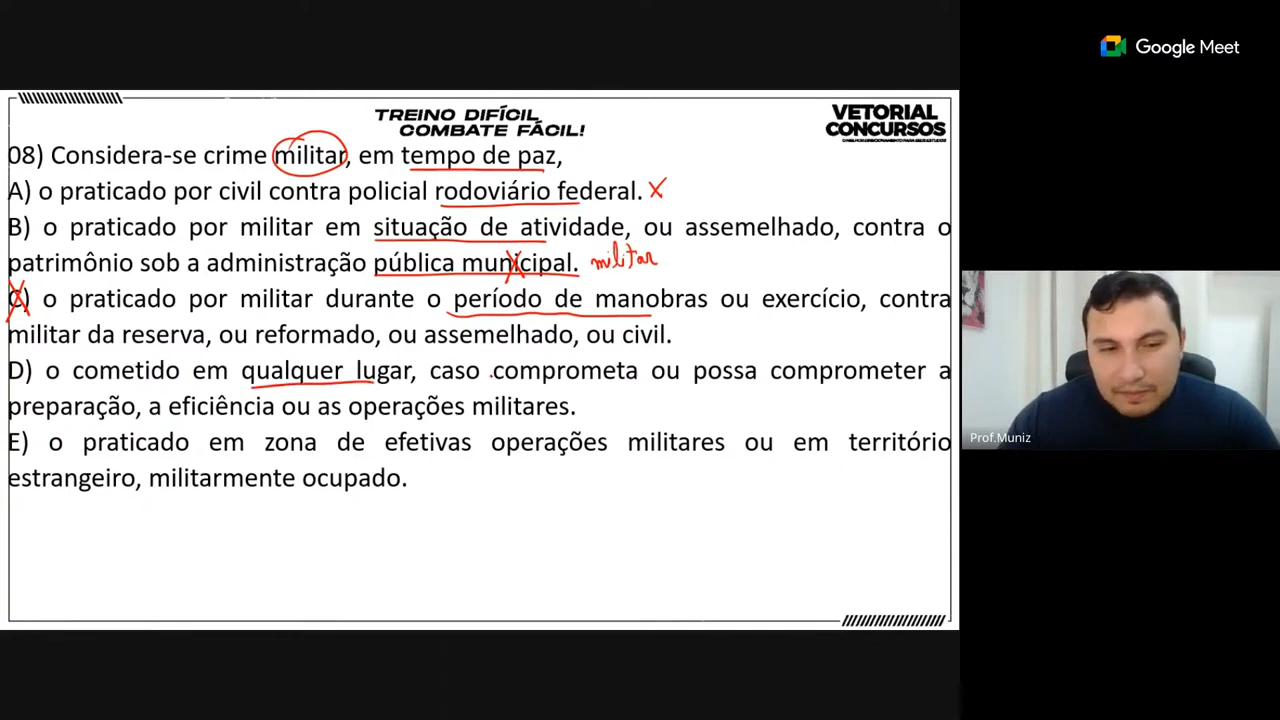 Google Meet
TREINO DIFÍCIL
COMBATE FÁCIL!
VETORIAL
CONCURSOS
08) Considera-se crime militar, em tempo de paz,
A) o praticado por civil contra policial rodoviário federal. X
B) o praticado por militar em situação de atividade, ou assemelhado, contra o
patrimônio sob a administração pública municipal. militar
C) o praticado por militar durante o período de manobras ou exercício, contra
militar da reserva, ou reformado, ou assemelhado, ou civil.
D) o cometido em qualquer lugar, caso comprometa ou possa comprometer a
preparação, a eficiência ou as operações militares.
E) o praticado em zona de efetivas operações militares ou em território
estrangeiro, militarmente ocupado.
Prof.Muniz